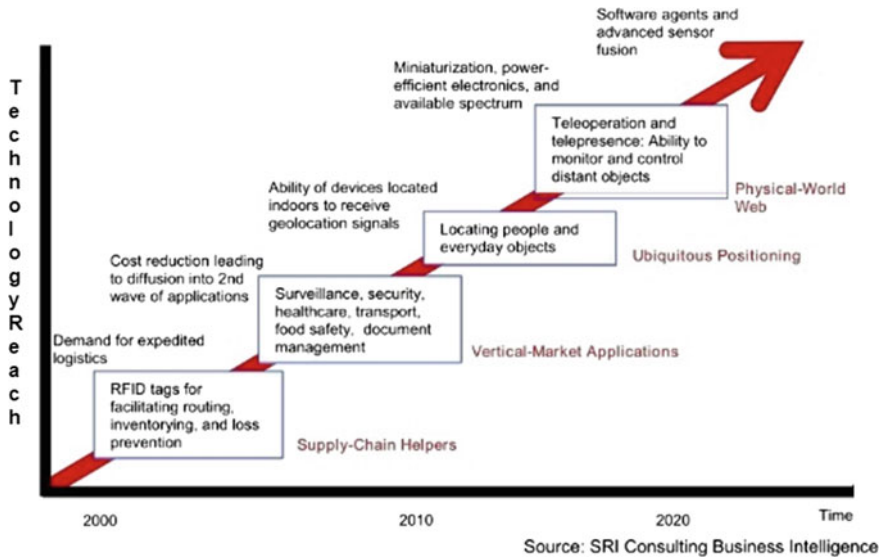 Software agents and
advanced sensor
fusion
Miniaturization, power-
efficient electronics, and
available spectrum
Teleoperation and
telepresence: Ability to
monitor and control
distant objects
Physical-World
Web
Ability of devices located
indoors to receive
geolocation signals
Locating people and
everyday objects
Ubiquitous Positioning
Cost reduction leading
to diffusion into 2nd
wave of applications
Surveillance, security,
healthcare, transport,
food safety, document
management
Vertical-Market Applications
Demand for expedited
logistics
RFID tags for
facilitating routing,
inventorying, and loss
prevention
Supply-Chain Helpers
TechnologyReach
2000
2010
2020
Time
Source: SRI Consulting Business Intelligence